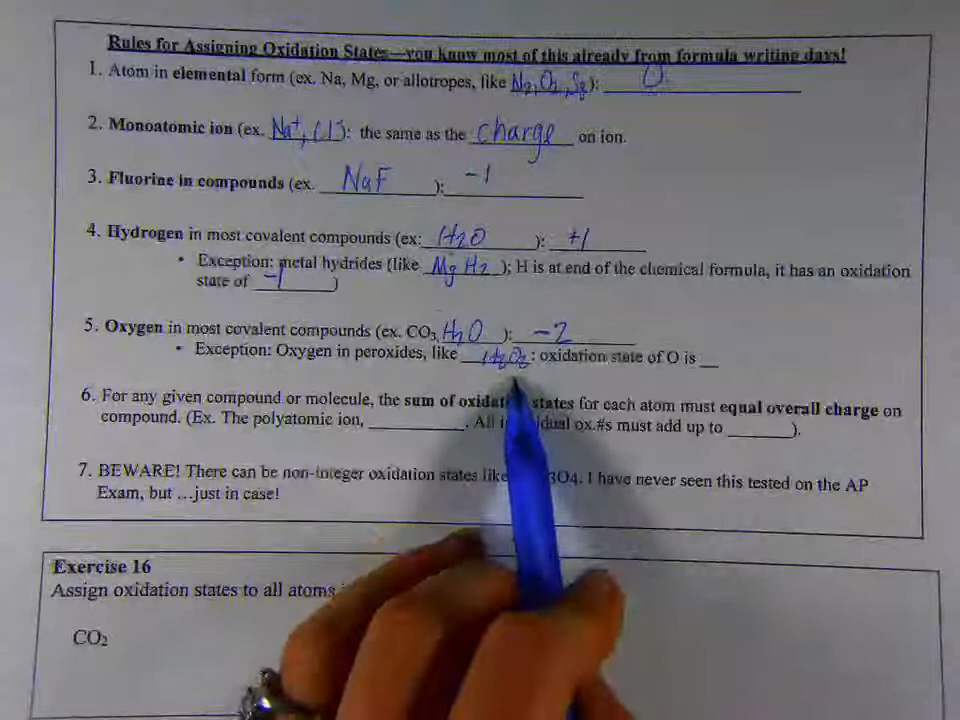 Rules for Assigning Oxidation States—you know most of this already from formula writing days!
1. Atom in elemental form (ex. Na, Mg, or allotropes, like N2, O2, S8): 0
2. Monoatomic ion (ex. Na+, Cl-): the same as the charge on ion.
3. Fluorine in compounds (ex. NaF ): -1
4. Hydrogen in most covalent compounds (ex: H2O ): +1
• Exception: metal hydrides (like MgH2); H is at end of the chemical formula, it has an oxidation
state of -1 )
5. Oxygen in most covalent compounds (ex. CO, H2O ): -2
• Exception: Oxygen in peroxides, like H2O2: oxidation state of O is __
6. For any given compound or molecule, the sum of oxidation states for each atom must equal overall charge on
compound. (Ex. The polyatomic ion, ________. All ox.#s must add up to ______).
7. BEWARE! There can be non-integer oxidation states like 3O4. I have never seen this tested on the AP
Exam, but …just in case!
Exercise 16
Assign oxidation states to all atoms
CO2